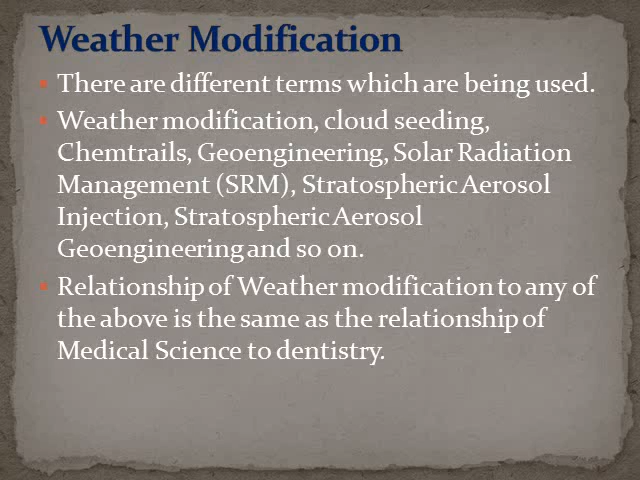 Weather Modification
There are different terms which are being used.
Weather modification, cloud seeding,
Chemtrails, Geoengineering, Solar Radiation
Management (SRM), Stratospheric Aerosol
Injection, Stratospheric Aerosol
Geoengineering and so on.
Relationship of Weather modification to any of
the above is the same as the relationship of
Medical Science to dentistry.